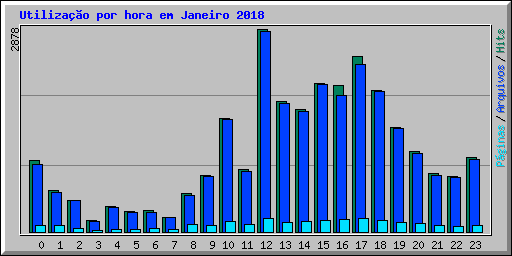 Utilização por hora em Janeiro 2018
2878
Páginas / Arquivos / Hits
0 1 2 3 4 5 6 7 8 9 10 11 12 13 14 15 16 17 18 19 20 21 22 23